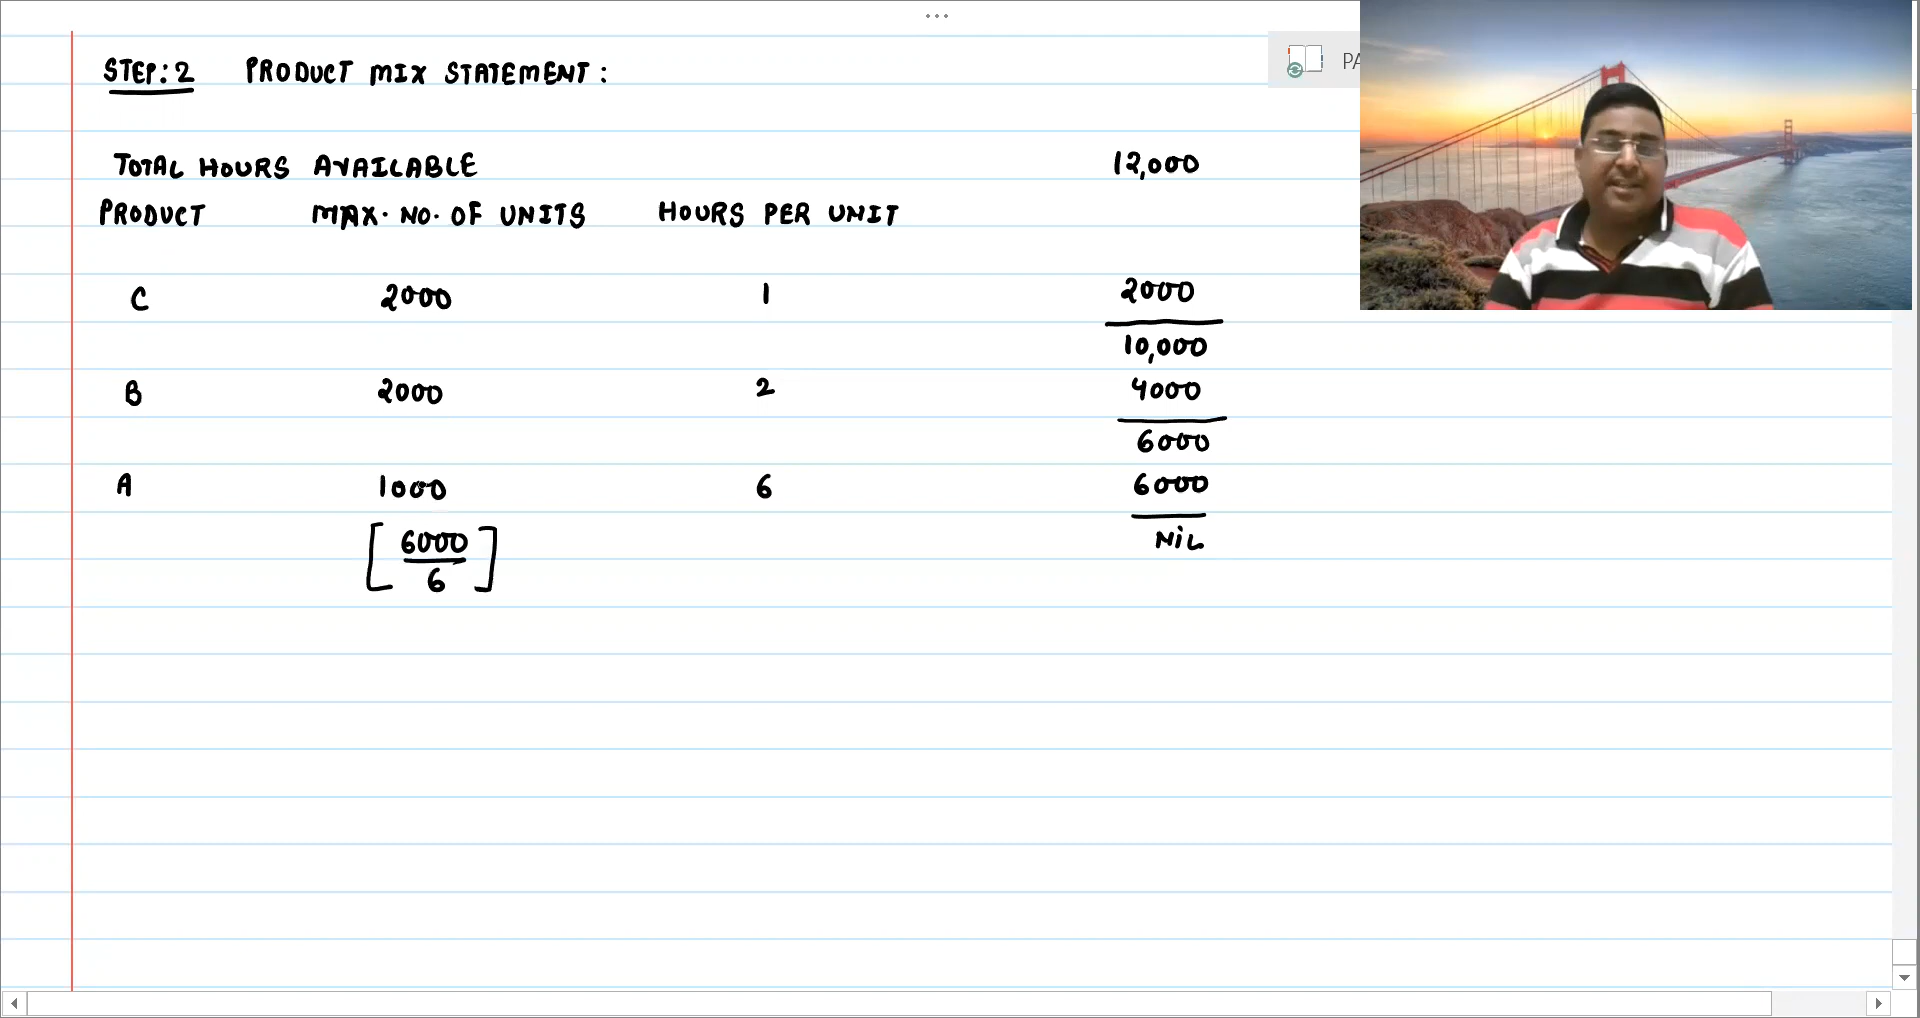 STEP:2 PRODUCT MIX STATEMENT:
PA
TOTAL HOURS AVAILABLE 12,000
PRODUCT MAX. NO. OF UNITS HOURS PER UNIT
C 2000 1 2000
10,000
B 2000 2 4000
6000
A 1000 6 6000
[6000/6] NIL